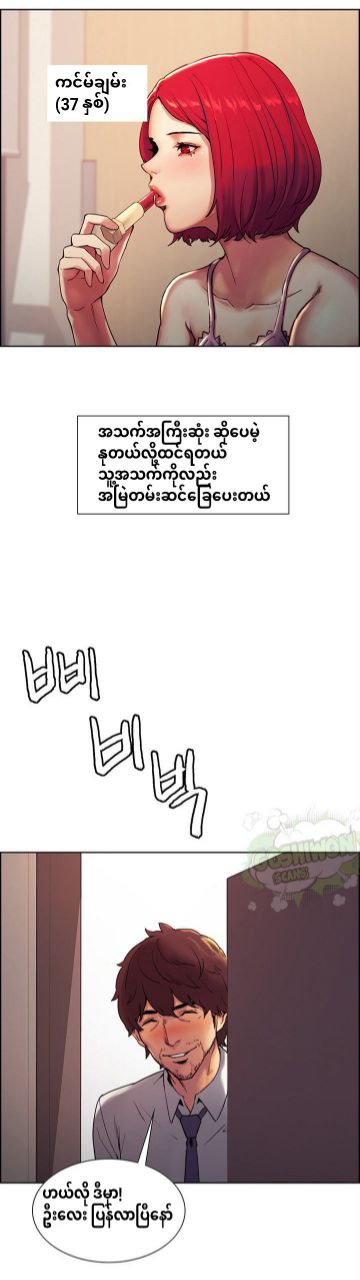 ကင်မ်ချမ်း
(37 နှစ်)
အသက်အကြီးဆုံး ဆိုပေမဲ့
နုတယ်လို့ထင်ရတယ်
သူ့အသက်ကိုလည်း
အမြဲတမ်းဆင်ခြေပေးတယ်
삐삐
비
빅
GOSHIWON
SCANS!
ဟယ်လို ဒီမှာ!
ဦးလေး ပြန်လာပြီနော်